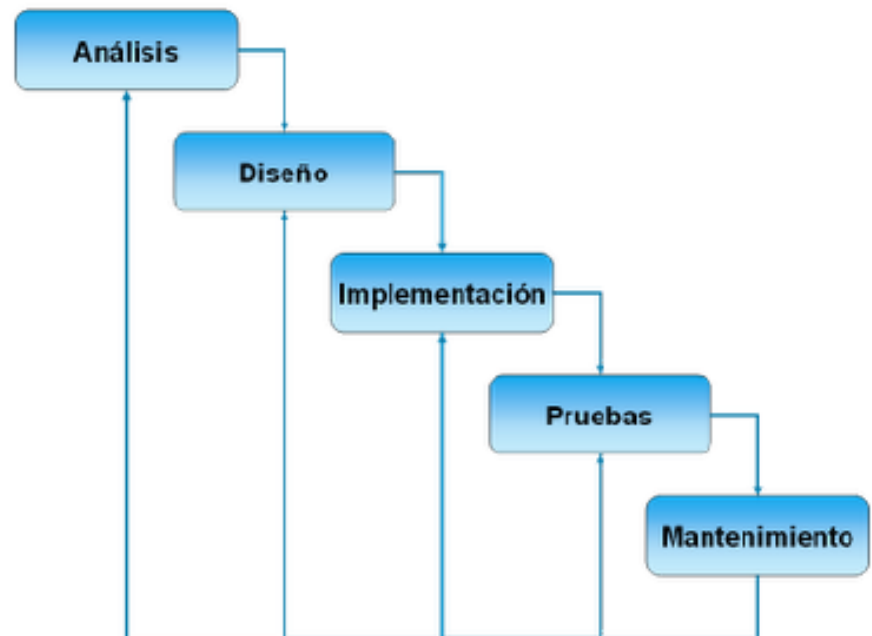 Análisis
Diseño
Implementación
Pruebas
Mantenimiento